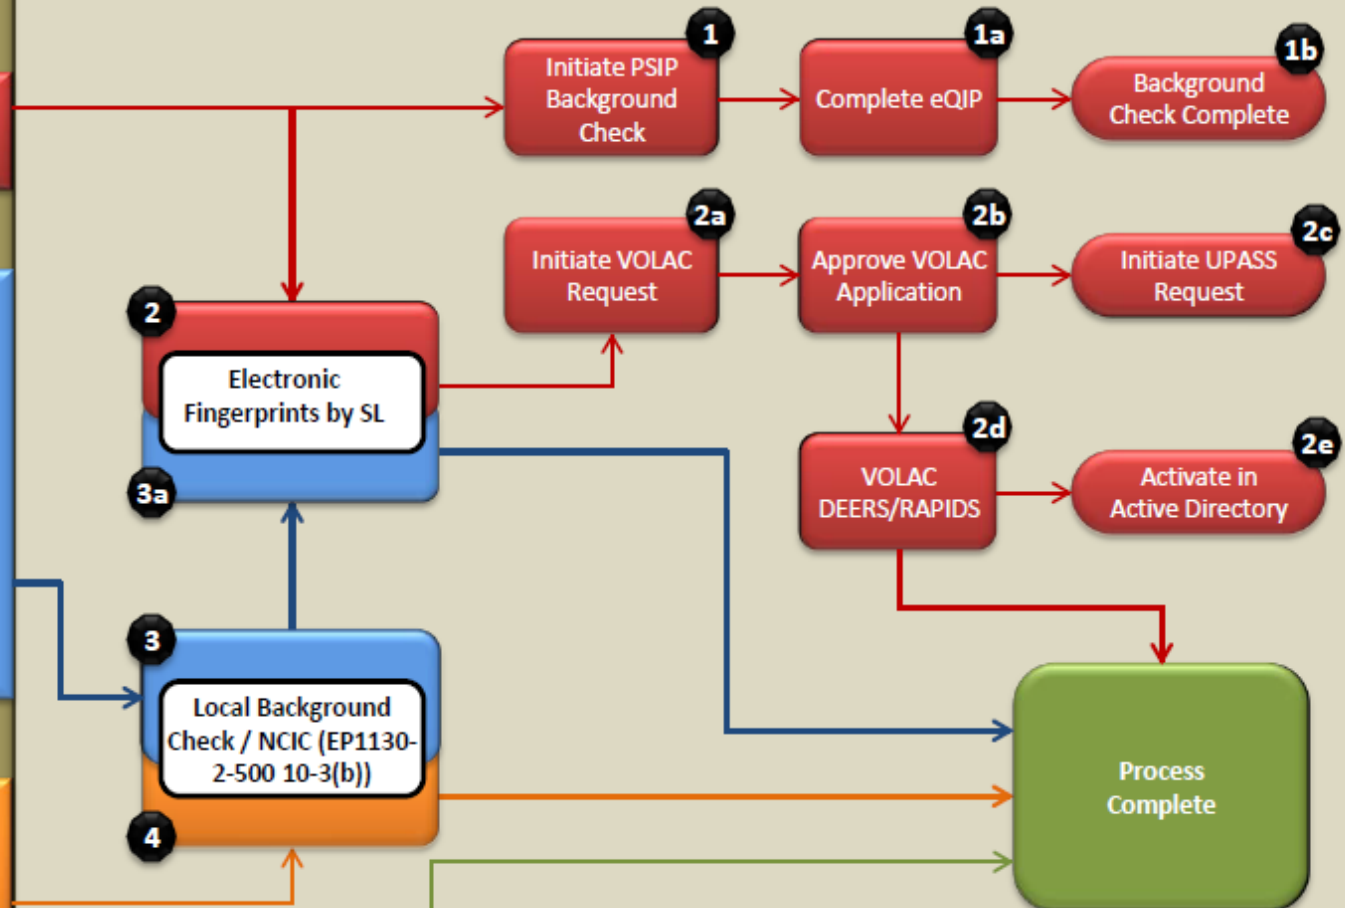 1
Initiate PSIP
Background
Check
1a
Complete eQIP
1b
Background
Check Complete
2a
Initiate VOLAC
Request
2b
Approve VOLAC
Application
2c
Initiate UPASS
Request
2
Electronic
Fingerprints by SL
3a
2d
VOLAC
DEERS/RAPIDS
2e
Activate in
Active Directory
3
Local Background
Check / NCIC (EP1130-
2-500 10-3(b))
4
Process
Complete